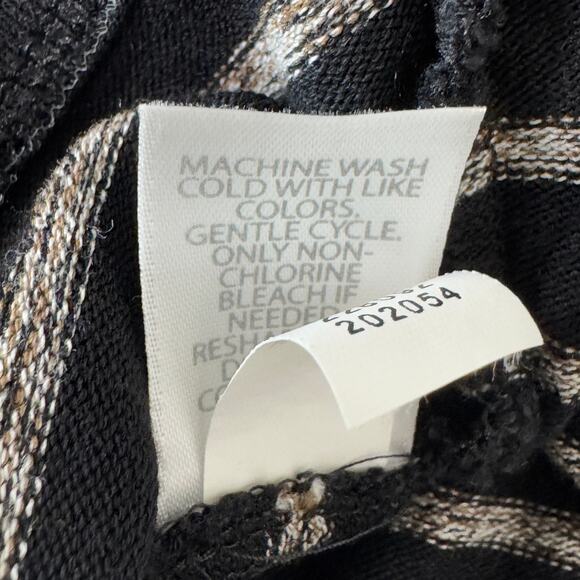 MACHINE WASH
COLD WITH LIKE
COLORS.
GENTLE CYCLE.
ONLY NON-
CHLORINE
BLEACH IF
NEEDED
202054